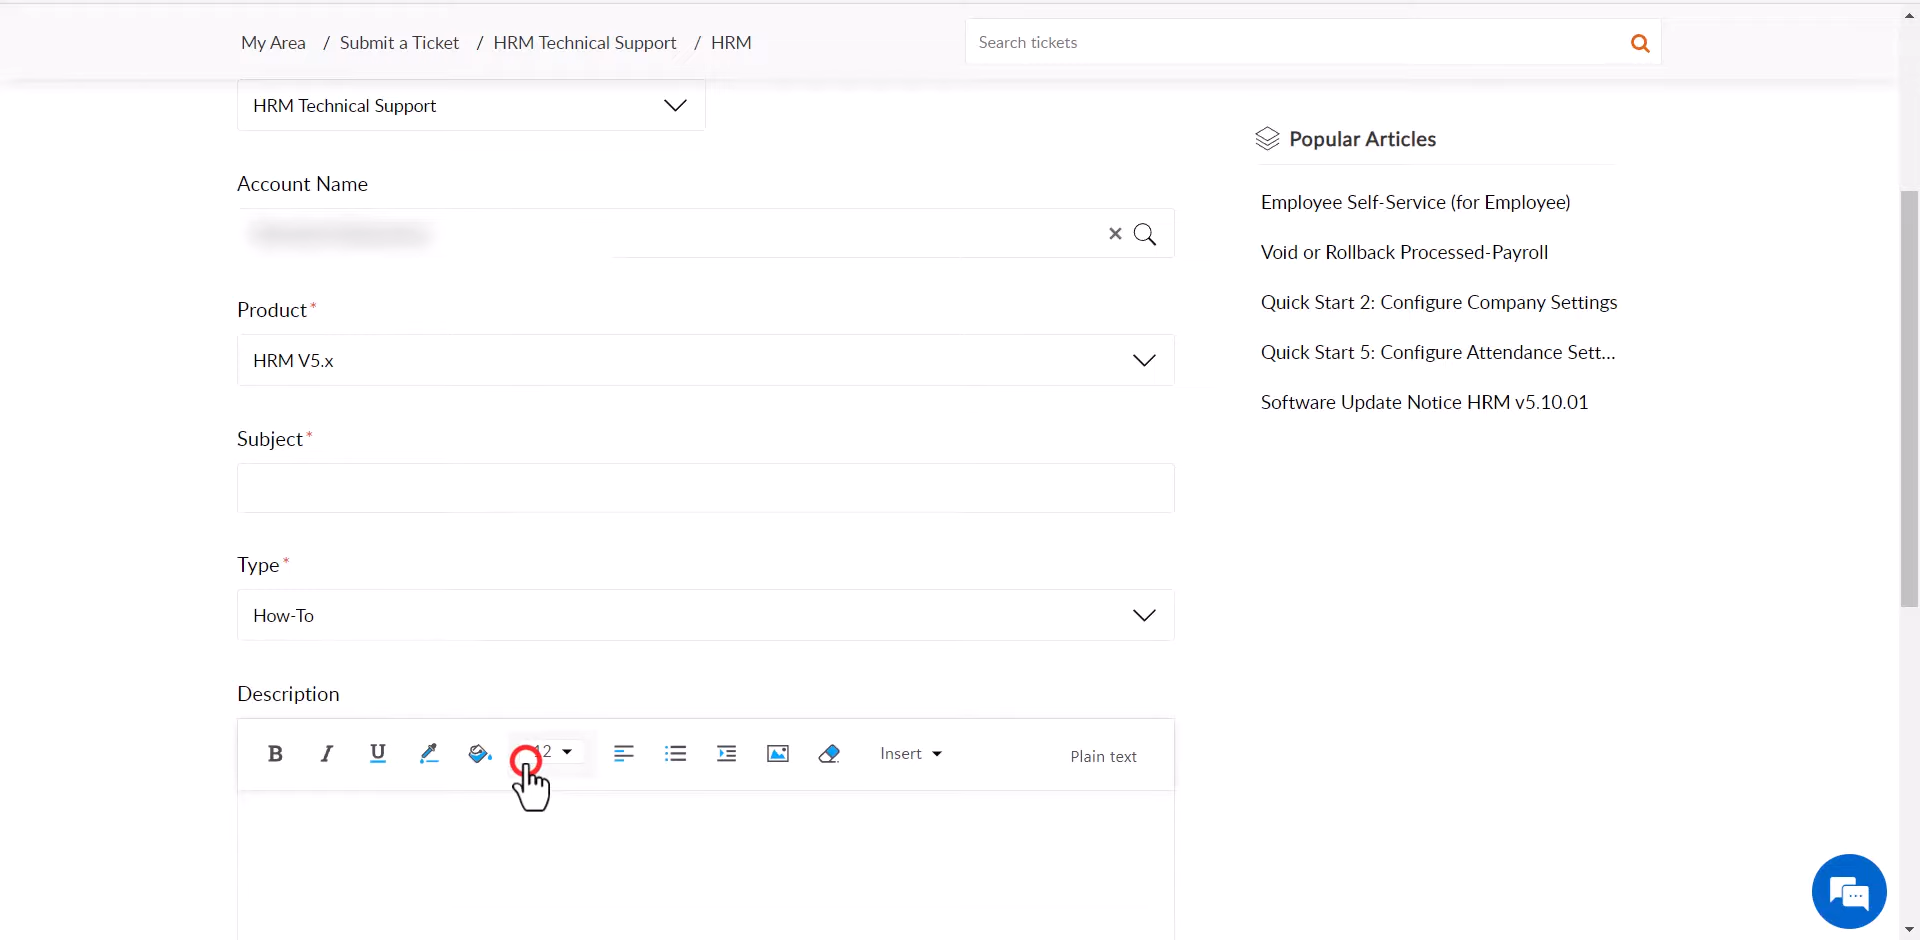 My Area / Submit a Ticket / HRM Technical Support / HRM
Search tickets
HRM Technical Support
Account Name
Product*
HRM V5.x
Subject*
Type*
How-To
Description
B I U 12 Insert Plain text
Popular Articles
Employee Self-Service (for Employee)
Void or Rollback Processed-Payroll
Quick Start 2: Configure Company Settings
Quick Start 5: Configure Attendance Sett...
Software Update Notice HRM v5.10.01